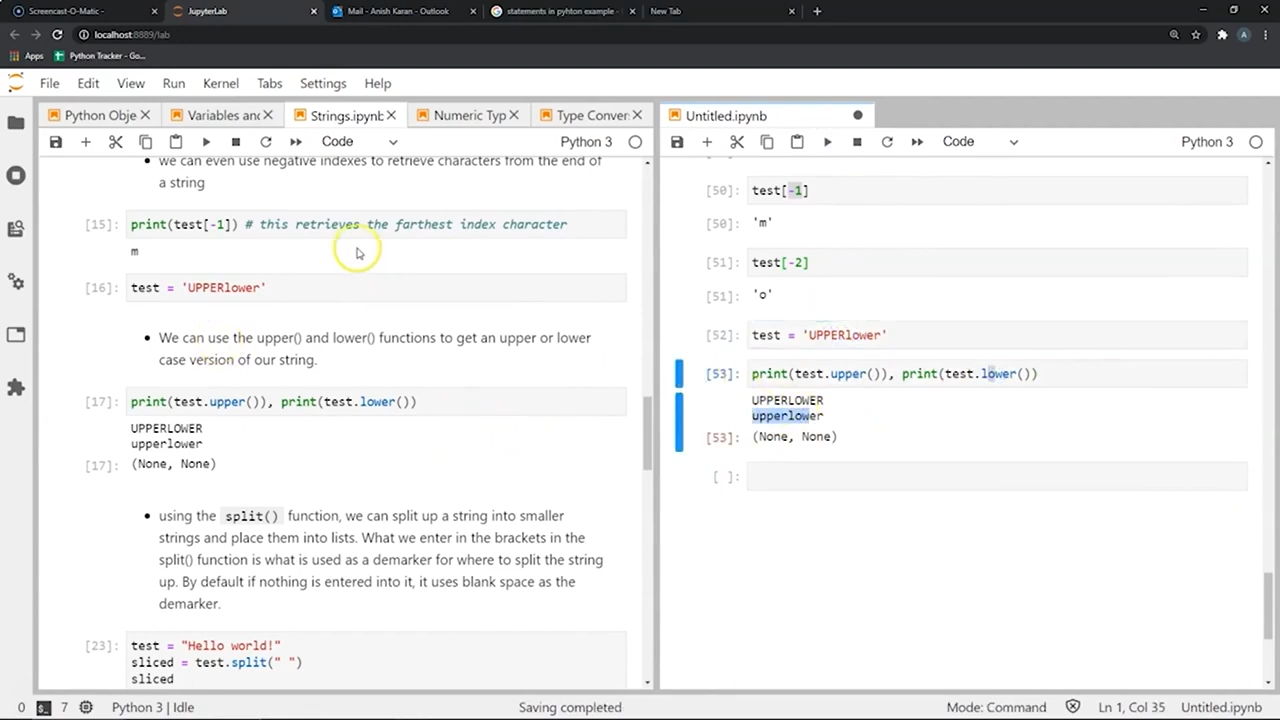 Screencast-O-Matic -
JupyterLab
Mail - Anish Karan - Outlook
statements in pyhton example -
New Tab
localhost:8889/lab
A
Apps
Python Tracker - Go...
File Edit View Run Kernel Tabs Settings Help
Python Obje
Variables and
Strings.ipynb
Numeric Typ
Type Convers
Untitled.ipynb
Code
Python 3
Code
Python 3
we can even use negative indexes to retrieve characters from the end of
a string
[15]: print(test[-1]) # this retrieves the farthest index character
m
[16]: test = 'UPPERlower'
We can use the upper() and lower() functions to get an upper or lower
case version of our string.
[17]: print(test.upper()), print(test.lower())
UPPERLOWER
upperlower
[17]: (None, None)
using the split() function, we can split up a string into smaller
strings and place them into lists. What we enter in the brackets in the
split() function is what is used as a demarker for where to split the string
up. By default if nothing is entered into it, it uses blank space as the
demarker.
[23]: test = "Hello world!"
sliced = test.split(" ")
sliced
[50]: test[-1]
[50]: 'm'
[51]: test[-2]
[51]: 'o'
[52]: test = 'UPPERlower'
[53]: print(test.upper()), print(test.lower())
UPPERLOWER
upperlower
[53]: (None, None)
[ ]:
0
7
Python 3 | Idle
Saving completed
Mode: Command
Ln 1, Col 35
Untitled.ipynb